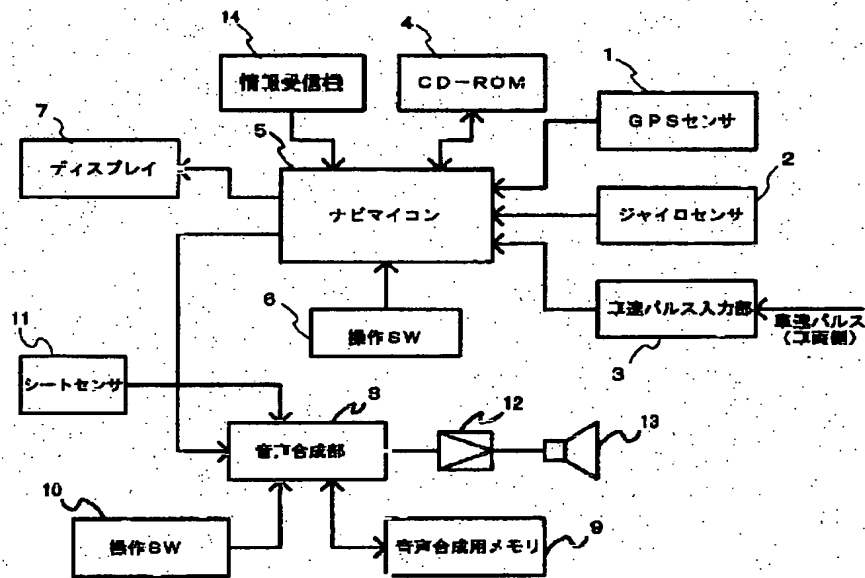 14
情報受信機
4
CD-ROM
1
GPSセンサ
7
ディスプレイ
5
ナビマイコン
2
ジャイロセンサ
6
操作SW
車速パルス入力部
3
車速パルス
(車両側)
11
シートセンサ
8
音声合成部
12
13
10
操作SW
音声合成用メモリ
9